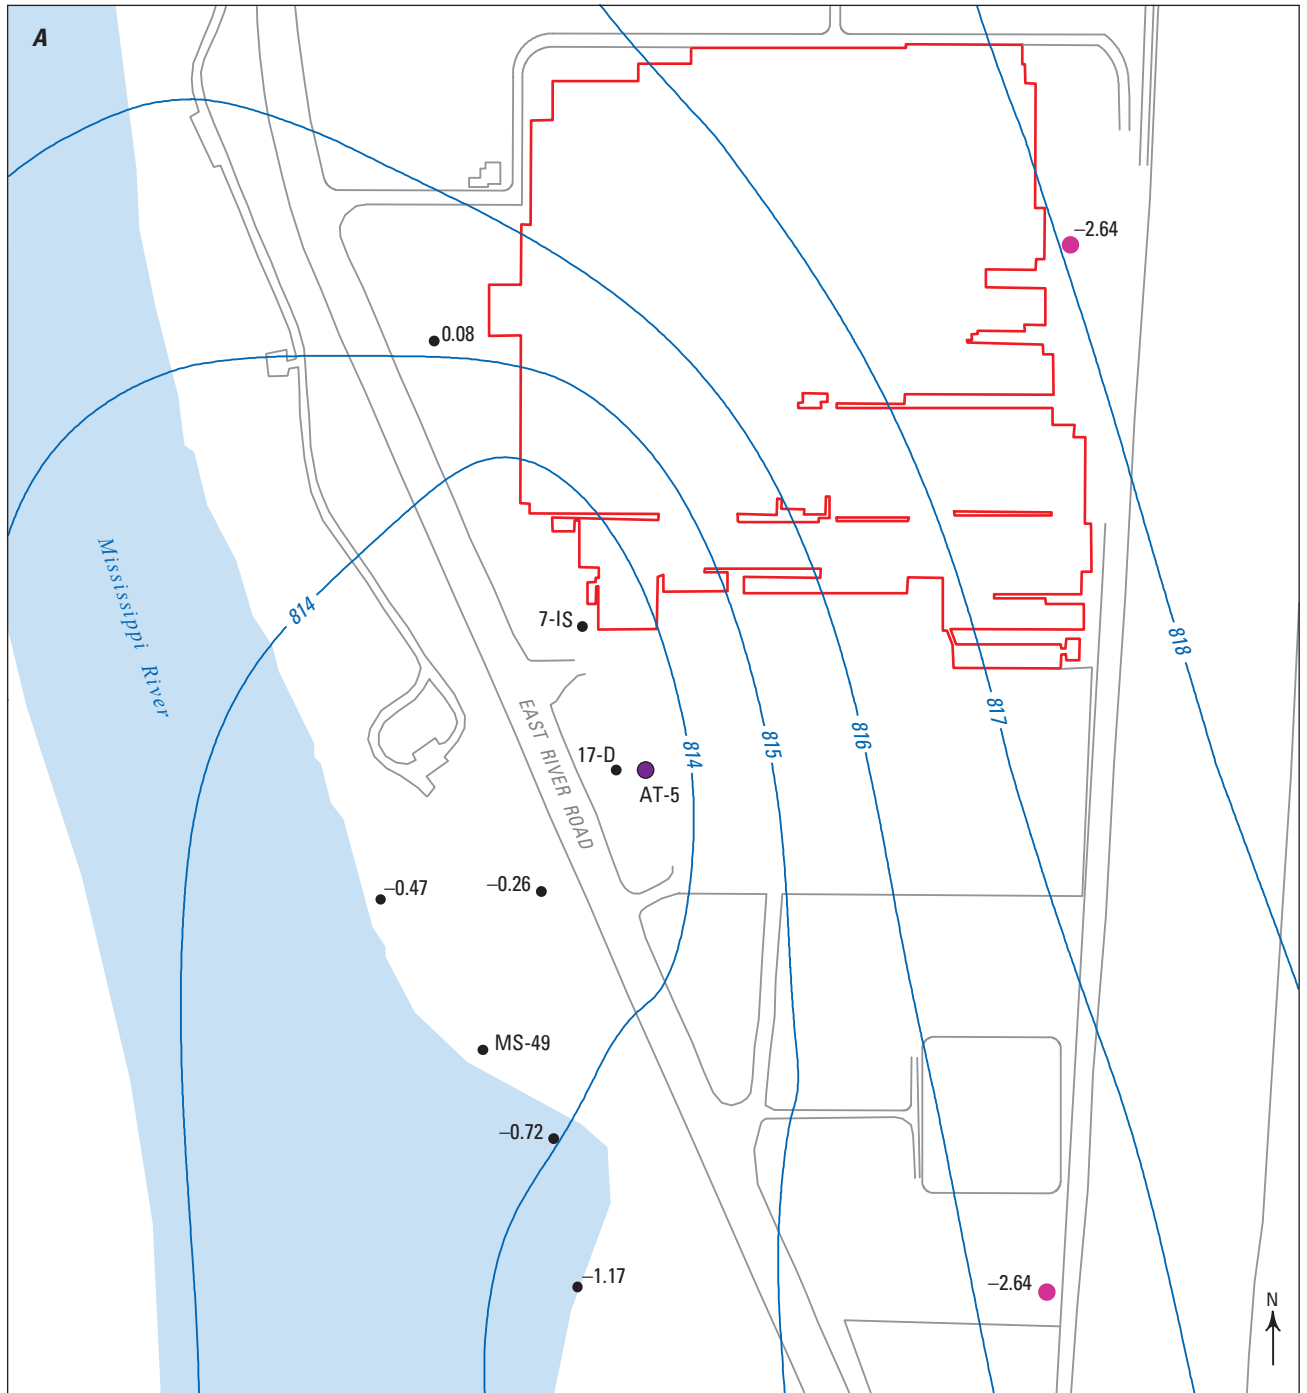 A
−2.64
0.08
Mississippi River
814
7-IS
818
817
816
815
814
EAST RIVER ROAD
17-D
AT-5
−0.47
−0.26
MS-49
−0.72
−1.17
−2.64
N